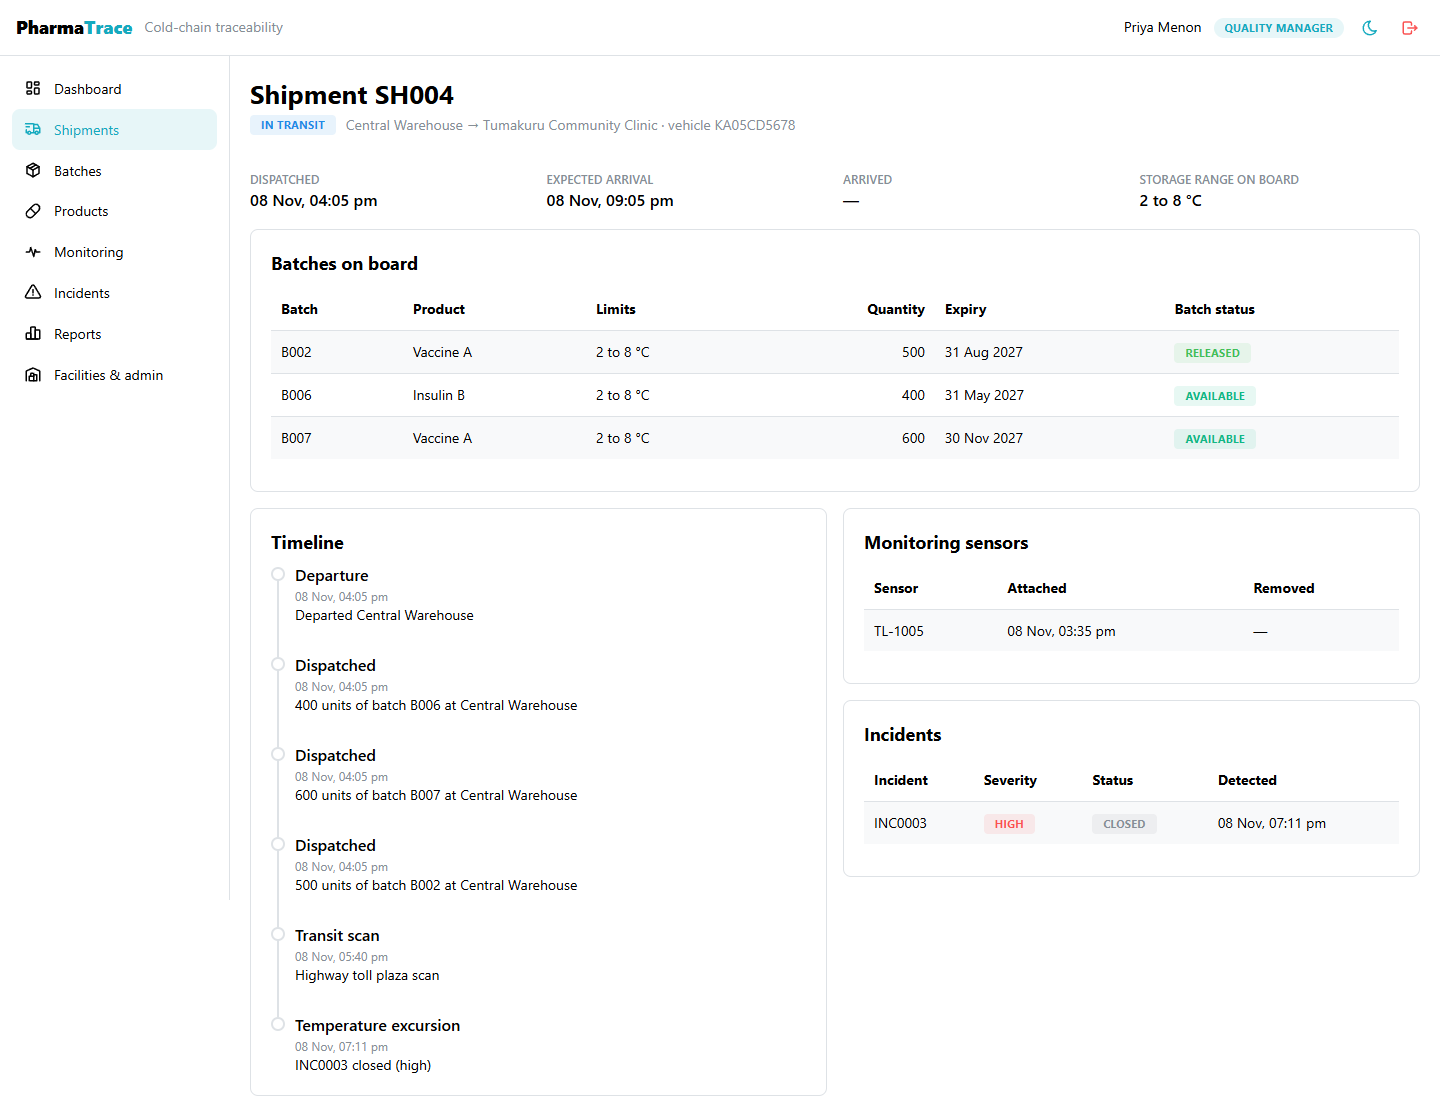 PharmaTrace Cold-chain traceability
Priya Menon QUALITY MANAGER
Dashboard
Shipments
Batches
Products
Monitoring
Incidents
Reports
Facilities & admin
Shipment SH004
IN TRANSIT Central Warehouse → Tumakuru Community Clinic · vehicle KA05CD5678
DISPATCHED EXPECTED ARRIVAL ARRIVED STORAGE RANGE ON BOARD
08 Nov, 04:05 pm 08 Nov, 09:05 pm — 2 to 8 °C
Batches on board
Batch Product Limits Quantity Expiry Batch status
B002 Vaccine A 2 to 8 °C 500 31 Aug 2027 RELEASED
B006 Insulin B 2 to 8 °C 400 31 May 2027 AVAILABLE
B007 Vaccine A 2 to 8 °C 600 30 Nov 2027 AVAILABLE
Timeline
Departure
08 Nov, 04:05 pm
Departed Central Warehouse
Dispatched
08 Nov, 04:05 pm
400 units of batch B006 at Central Warehouse
Dispatched
08 Nov, 04:05 pm
600 units of batch B007 at Central Warehouse
Dispatched
08 Nov, 04:05 pm
500 units of batch B002 at Central Warehouse
Transit scan
08 Nov, 05:40 pm
Highway toll plaza scan
Temperature excursion
08 Nov, 07:11 pm
INC0003 closed (high)
Monitoring sensors
Sensor Attached Removed
TL-1005 08 Nov, 03:35 pm —
Incidents
Incident Severity Status Detected
INC0003 HIGH CLOSED 08 Nov, 07:11 pm